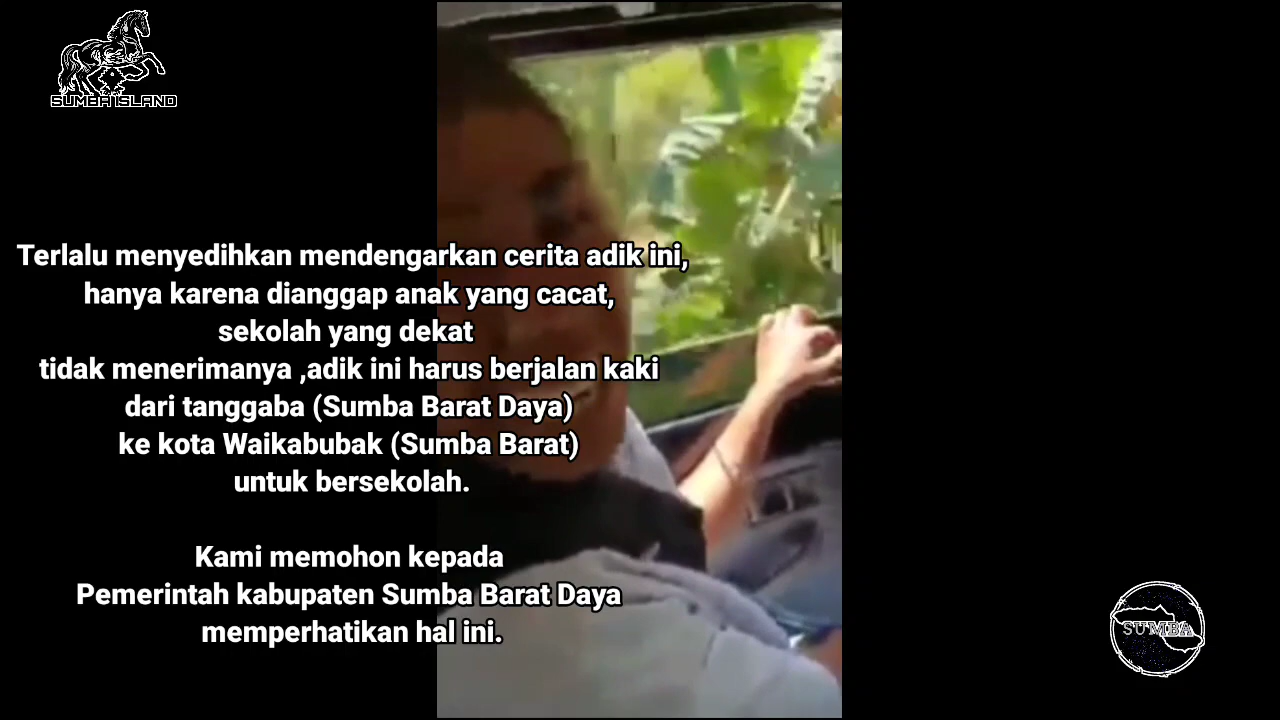 SUMBA ISLAND
Terlalu menyedihkan mendengarkan cerita adik ini,
hanya karena dianggap anak yang cacat,
sekolah yang dekat
tidak menerimanya ,adik ini harus berjalan kaki
dari tanggaba (Sumba Barat Daya)
ke kota Waikabubak (Sumba Barat)
untuk bersekolah.
Kami memohon kepada
Pemerintah kabupaten Sumba Barat Daya
memperhatikan hal ini.
SUMBA